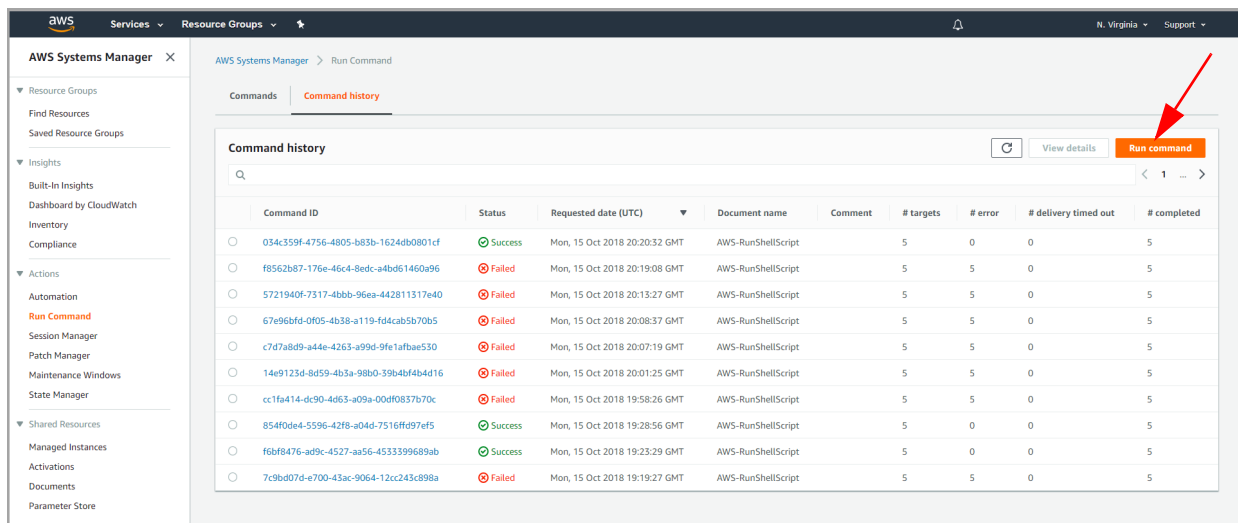 aws Services Resource Groups N. Virginia Support
AWS Systems Manager
Resource Groups
Find Resources
Saved Resource Groups
Insights
Built-In Insights
Dashboard by CloudWatch
Inventory
Compliance
Actions
Automation
Run Command
Session Manager
Patch Manager
Maintenance Windows
State Manager
Shared Resources
Managed Instances
Activations
Documents
Parameter Store
AWS Systems Manager > Run Command
Commands Command history
Command history View details Run command
< 1 ... >
Command ID Status Requested date (UTC) Document name Comment # targets # error # delivery timed out # completed
034c359f-4756-4805-b83b-1624db0801cf Success Mon, 15 Oct 2018 20:20:32 GMT AWS-RunShellScript 5 0 0 5
f8562b87-176e-46c4-8edc-a4bd61460a96 Failed Mon, 15 Oct 2018 20:19:08 GMT AWS-RunShellScript 5 5 0 5
5721940f-7317-4bbb-96ea-442811317e40 Failed Mon, 15 Oct 2018 20:13:27 GMT AWS-RunShellScript 5 5 0 5
67e96bfd-0f05-4b38-a119-fd4cab5b70b5 Failed Mon, 15 Oct 2018 20:08:37 GMT AWS-RunShellScript 5 5 0 5
c7d7a8d9-a44e-4263-a99d-9fe1afbae530 Failed Mon, 15 Oct 2018 20:07:19 GMT AWS-RunShellScript 5 5 0 5
14e9123d-8d59-4b3a-98b0-39b4bf4b4d16 Failed Mon, 15 Oct 2018 20:01:25 GMT AWS-RunShellScript 5 5 0 5
cc1fa414-dc90-4d63-a09a-00df0837b70c Failed Mon, 15 Oct 2018 19:58:26 GMT AWS-RunShellScript 5 5 0 5
854f0de4-5596-42f8-a04d-7516ffd97ef5 Success Mon, 15 Oct 2018 19:28:56 GMT AWS-RunShellScript 5 0 0 5
f6bf8476-ad9c-4527-aa56-4533399689ab Success Mon, 15 Oct 2018 19:23:29 GMT AWS-RunShellScript 5 0 0 5
7c9bd07d-e700-43ac-9064-12cc243c898a Failed Mon, 15 Oct 2018 19:19:27 GMT AWS-RunShellScript 5 5 0 5